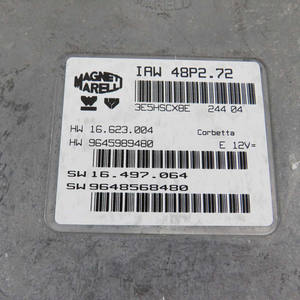 MAGNETI MARELLI
IAW 48P2.72
3E5HSCX8E 244 04
HW 16.623.004 Corbetta
HW 9645989480 E 12V=
SW 16.497.064
SW 9648568480